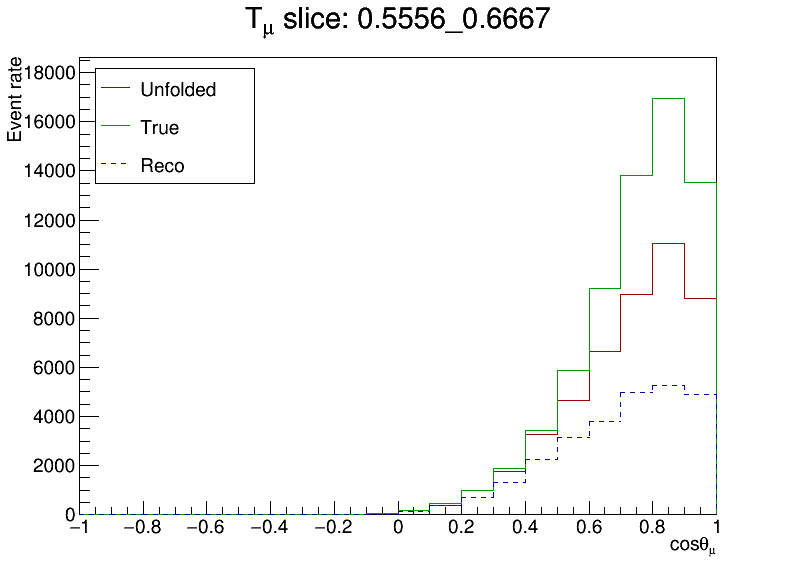 Tμ slice: 0.5556_0.6667
Event rate
18000
16000
14000
12000
10000
8000
6000
4000
2000
0
Unfolded
True
Reco
−1 −0.8 −0.6 −0.4 −0.2 0 0.2 0.4 0.6 0.8 1
cosθμ